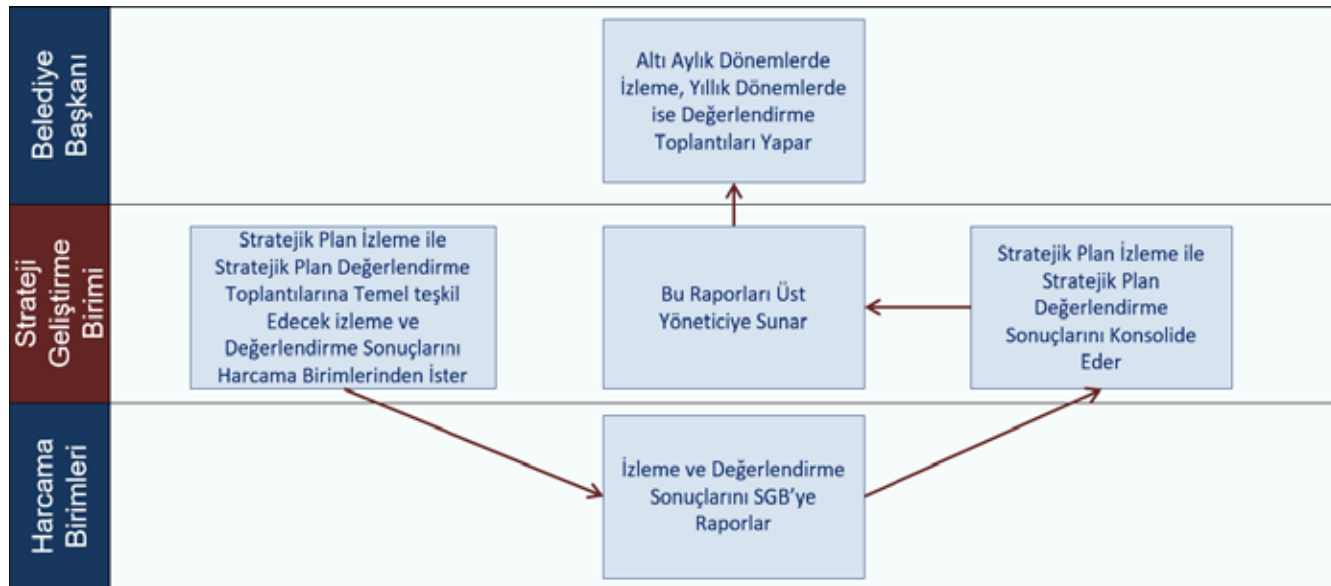 Belediye
Başkanı
Altı Aylık Dönemlerde
İzleme, Yıllık Dönemlerde
ise Değerlendirme
Toplantıları Yapar
Strateji
Geliştirme
Birimi
Stratejik Plan İzleme ile
Stratejik Plan Değerlendirme
Toplantılarına Temel teşkil
Edecek izleme ve
Değerlendirme Sonuçlarını
Harcama Birimlerinden İster
Bu Raporları Üst
Yöneticiye Sunar
Stratejik Plan İzleme ile
Stratejik Plan
Değerlendirme
Sonuçlarını Konsolide
Eder
Harcama
Birimleri
İzleme ve Değerlendirme
Sonuçlarını SGB’ye
Raporlar